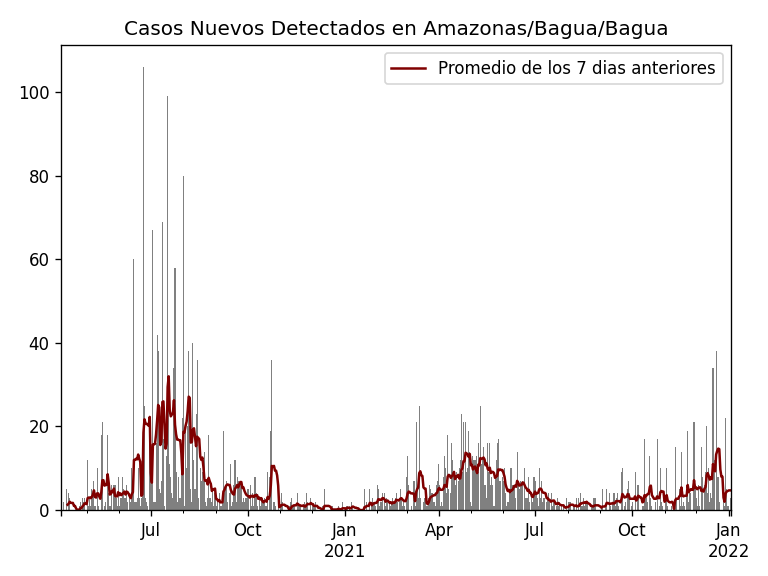 Casos Nuevos Detectados en Amazonas/Bagua/Bagua
Promedio de los 7 dias anteriores
100
80
60
40
20
0
Jul
Oct
Jan
2021
Apr
Jul
Oct
Jan
2022